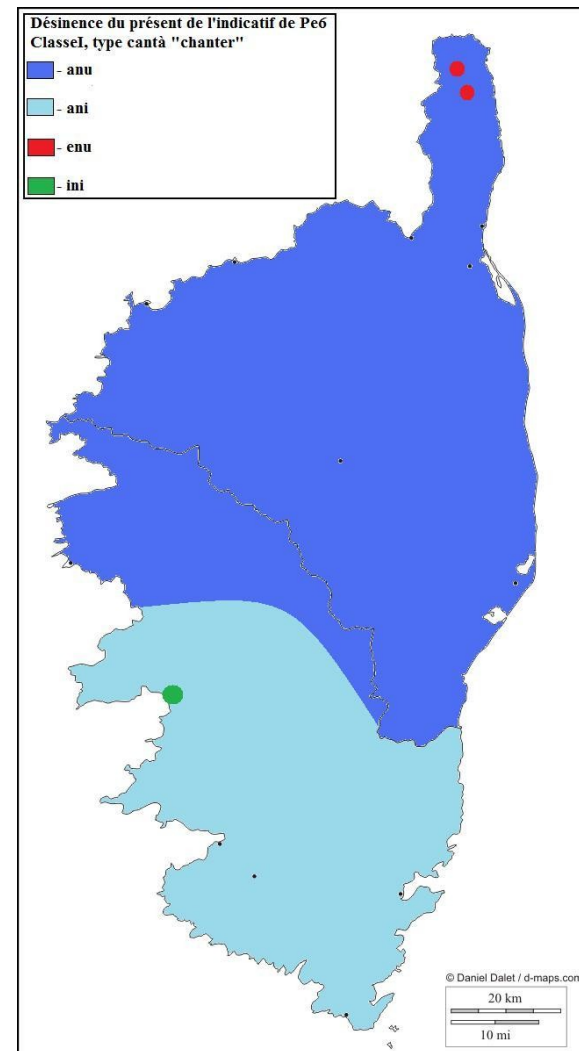 Désinence du présent de l'indicatif de Pe6
ClasseI, type cantà "chanter"
- anu
- ani
- enu
- ini
© Daniel Dalet / d-maps.com
20 km
10 mi